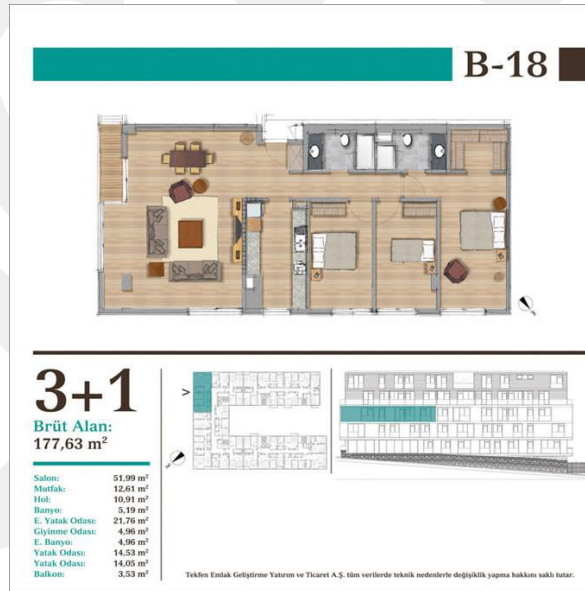 B-18
3+1
Brüt Alan:
177,63 m²
Salon: 51,99 m²
Mutfak: 12,61 m²
Hol: 10,91 m²
Banyo: 5,19 m²
E. Yatak Odası: 21,76 m²
Giyinme Odası: 4,96 m²
E. Banyo: 4,96 m²
Yatak Odası: 14,53 m²
Yatak Odası: 14,05 m²
Balkon: 3,53 m²
Tekfen Emlak Geliştirme Yatırım ve Ticaret A.Ş. tüm verilerde teknik nedenlerle değişiklik yapma hakkını saklı tutar.